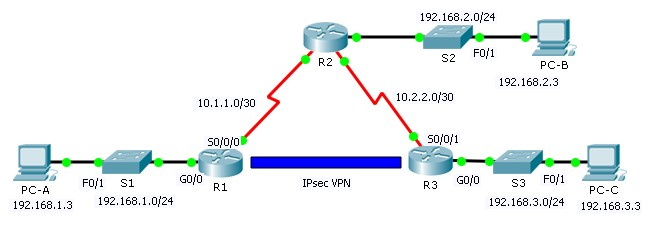 192.168.2.0/24
R2
S2
F0/1
PC-B
192.168.2.3
10.1.1.0/30
10.2.2.0/30
S0/0/0
S0/0/1
PC-A
F0/1
S1
G0/0
R1
IPsec VPN
R3
G0/0
S3
F0/1
PC-C
192.168.1.3
192.168.1.0/24
192.168.3.0/24
192.168.3.3